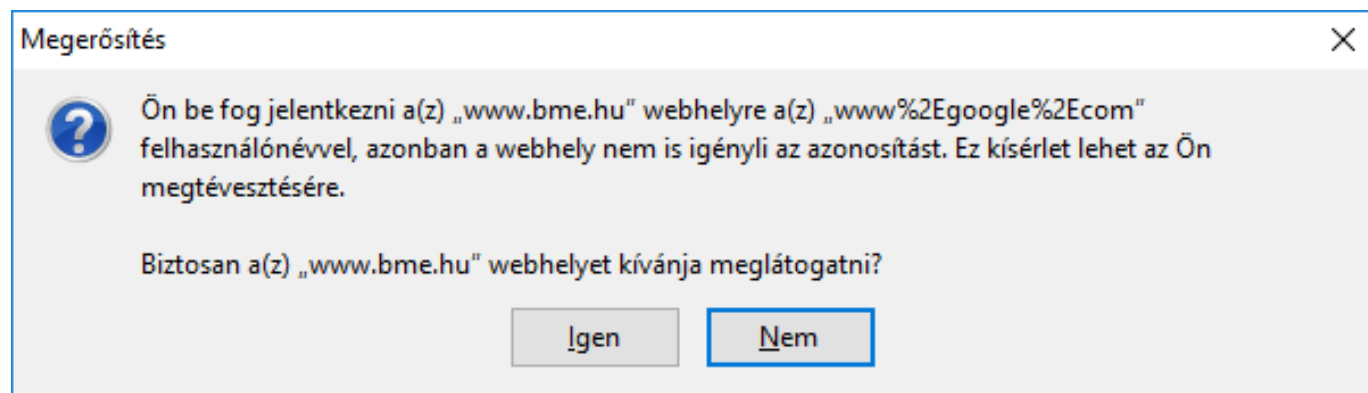 Megerősítés
Ön be fog jelentkezni a(z) „www.bme.hu” webhelyre a(z) „www%2Egoogle%2Ecom”
felhasználónévvel, azonban a webhely nem is igényli az azonosítást. Ez kísérlet lehet az Ön
megtévesztésére.
Biztosan a(z) „www.bme.hu” webhelyet kívánja meglátogatni?
Igen
Nem